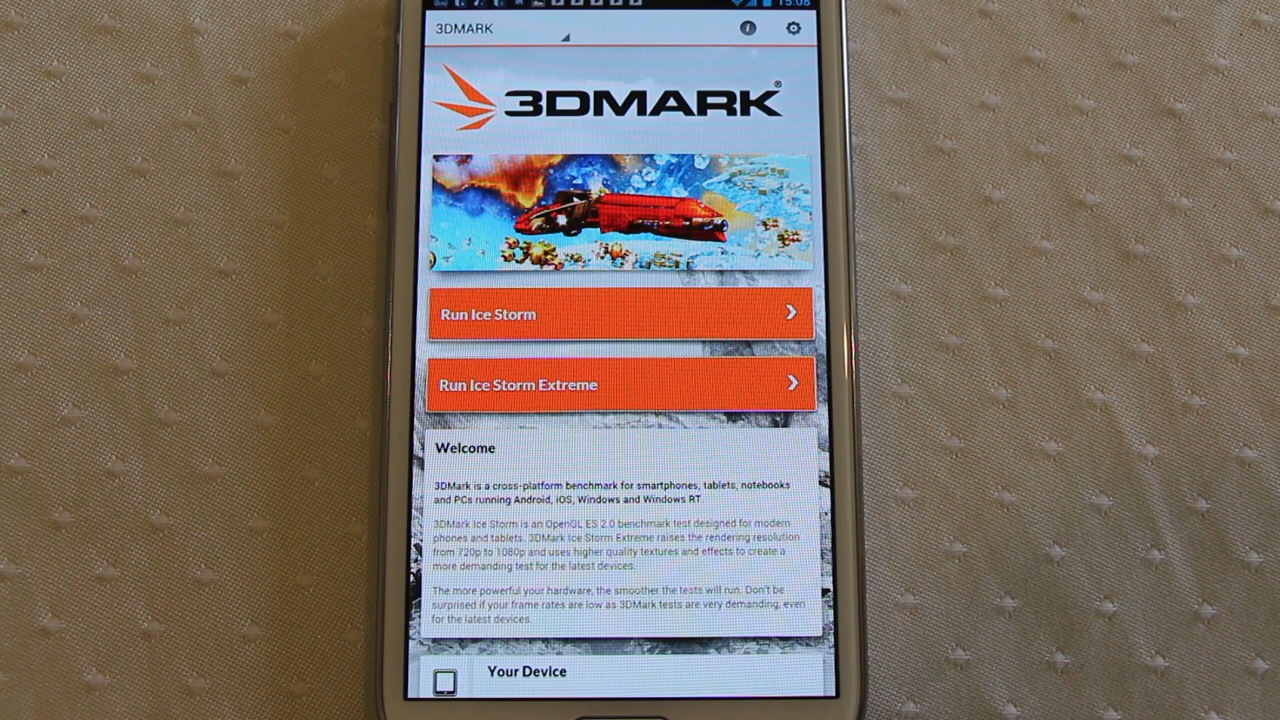 15:08
3DMARK
3DMARK®
Run Ice Storm
Run Ice Storm Extreme
Welcome
3DMark is a cross-platform benchmark for smartphones, tablets, notebooks
and PCs running Android, iOS, Windows and Windows RT.
3DMark Ice Storm is an OpenGL ES 2.0 benchmark test designed for modern
phones and tablets. 3DMark Ice Storm Extreme raises the rendering resolution
from 720p to 1080p and uses higher quality textures and effects to create a
more demanding test for the latest devices.
The more powerful your hardware, the smoother the tests will run. Don't be
surprised if your frame rates are low as 3DMark tests are very demanding, even
for the latest devices.
Your Device